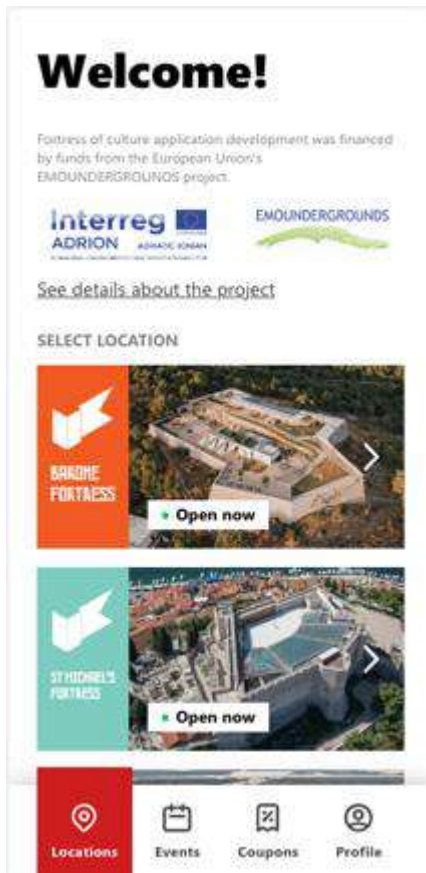 Welcome!
Fortress of culture application development was financed
by funds from the European Union's
EMOUNDERGROUNDS project.
Interreg
ADRION ADRIATIC IONIAN
EMOUNDERGROUNDS
See details about the project
SELECT LOCATION
BARONE
FORTRESS
Open now
ST MICHAEL'S
FORTRESS
Open now
Locations
Events
Coupons
Profile